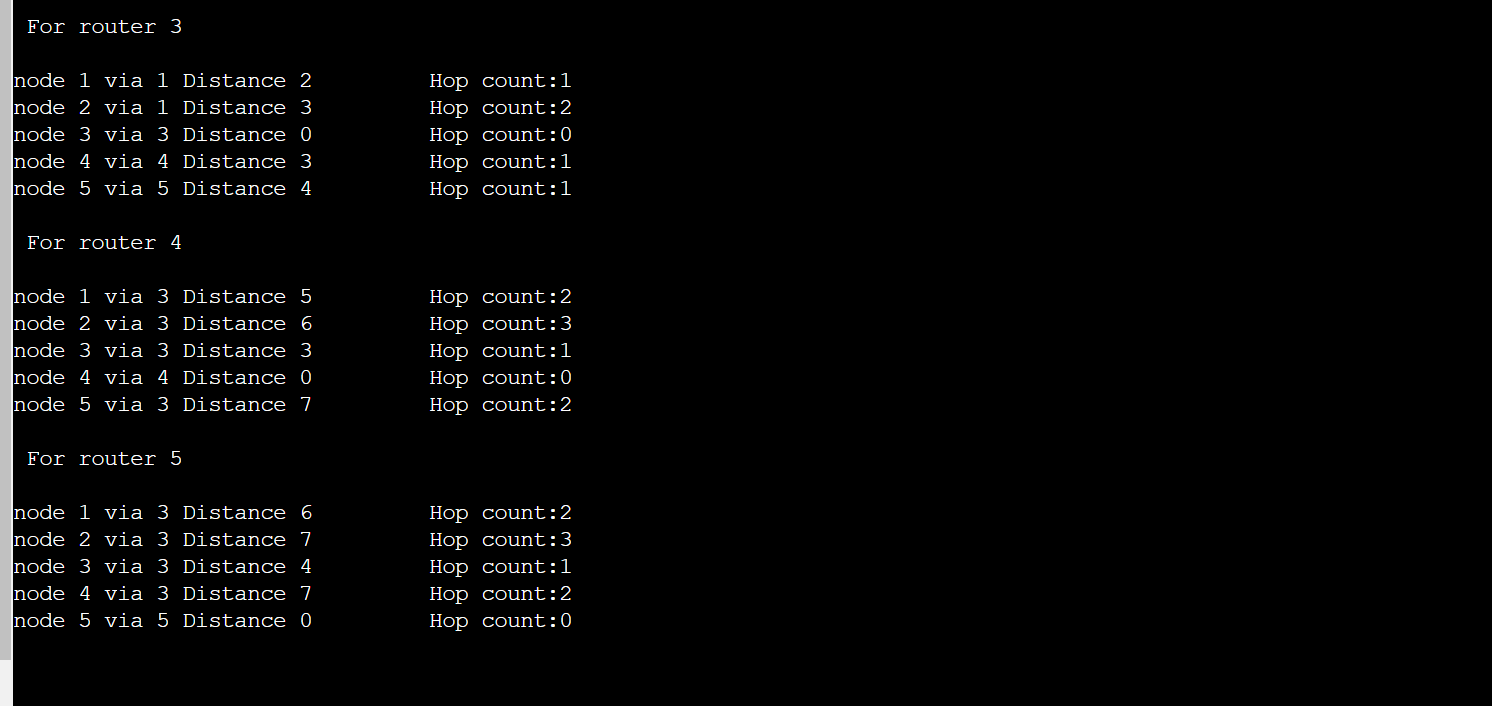 For router 3
node 1 via 1 Distance 2 Hop count:1
node 2 via 1 Distance 3 Hop count:2
node 3 via 3 Distance 0 Hop count:0
node 4 via 4 Distance 3 Hop count:1
node 5 via 5 Distance 4 Hop count:1
For router 4
node 1 via 3 Distance 5 Hop count:2
node 2 via 3 Distance 6 Hop count:3
node 3 via 3 Distance 3 Hop count:1
node 4 via 4 Distance 0 Hop count:0
node 5 via 3 Distance 7 Hop count:2
For router 5
node 1 via 3 Distance 6 Hop count:2
node 2 via 3 Distance 7 Hop count:3
node 3 via 3 Distance 4 Hop count:1
node 4 via 3 Distance 7 Hop count:2
node 5 via 5 Distance 0 Hop count:0